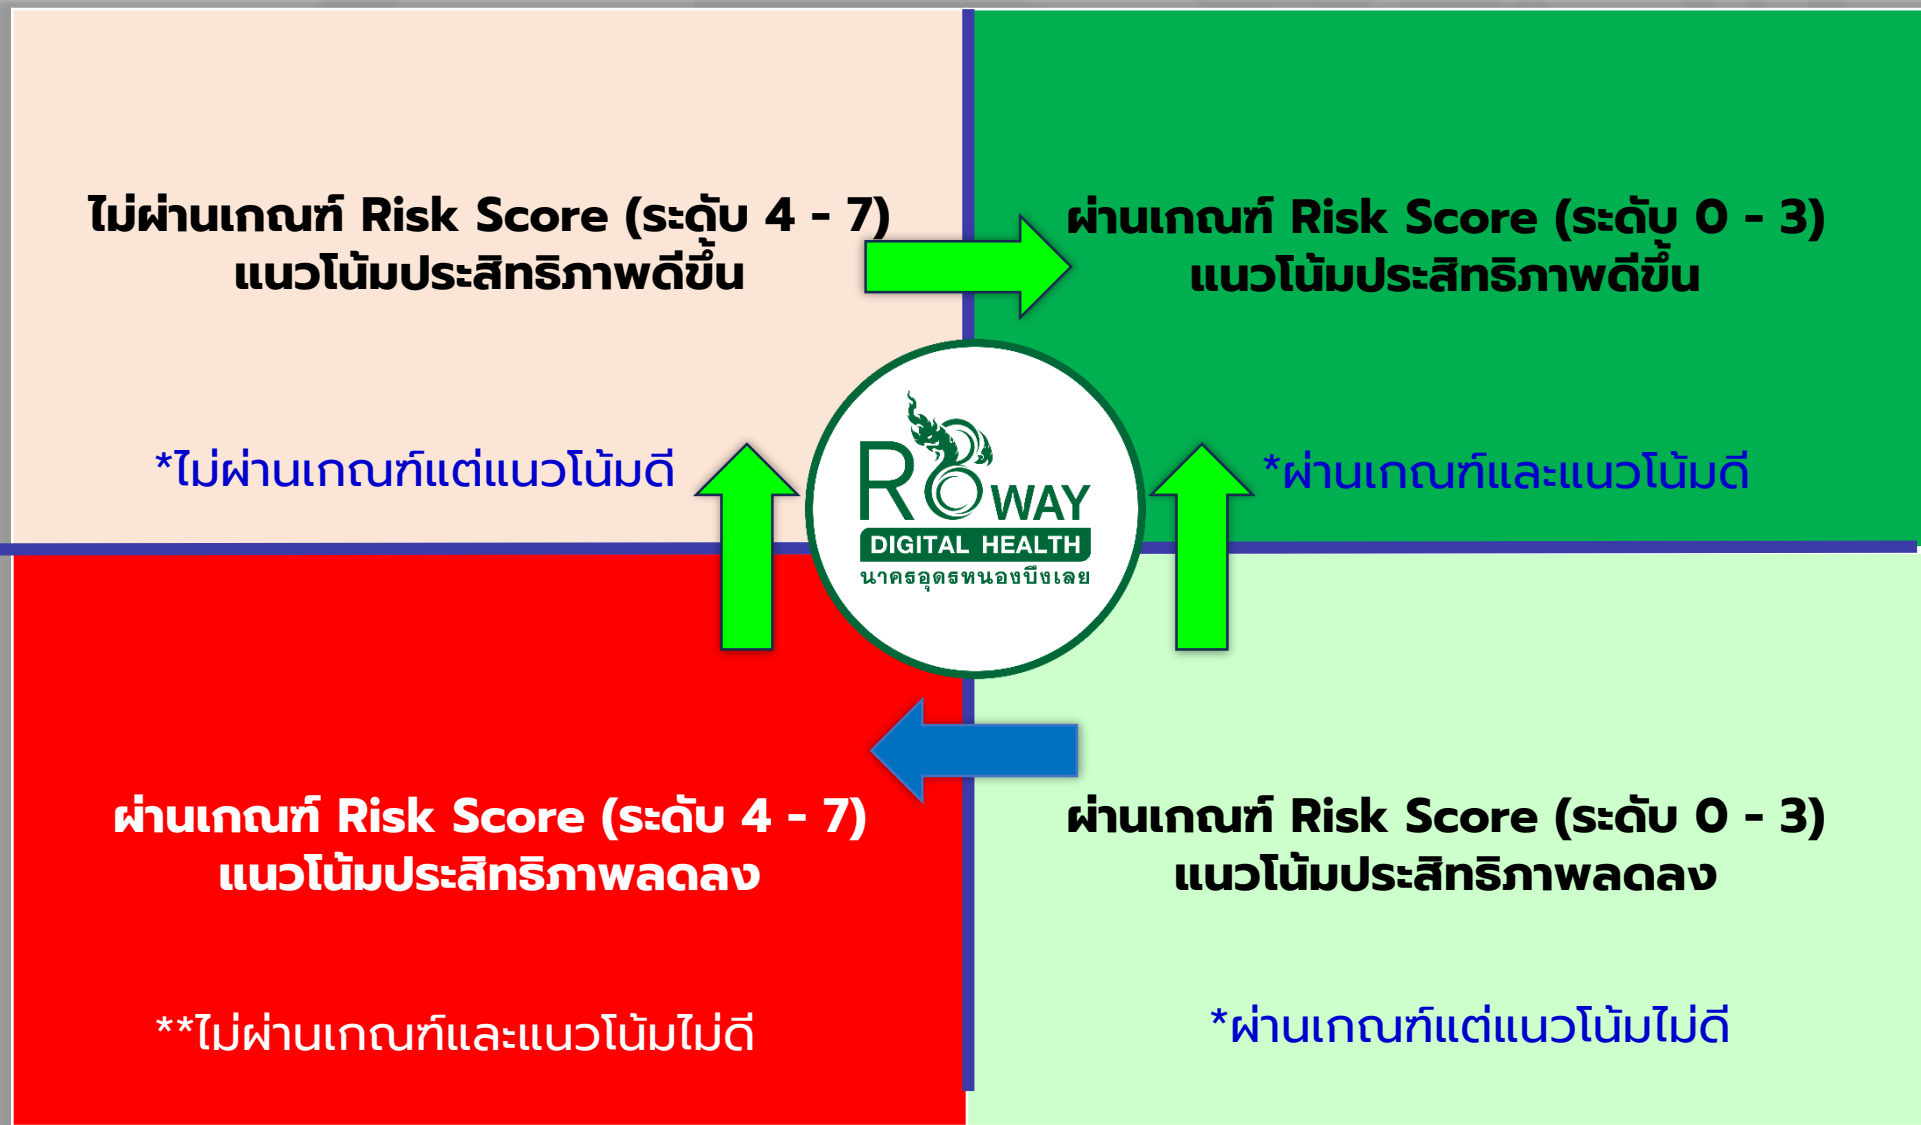 ไม่ผ่านเกณฑ์ Risk Score (ระดับ 4 - 7)
แนวโน้มประสิทธิภาพดีขึ้น
*ไม่ผ่านเกณฑ์แต่แนวโน้มดี
ผ่านเกณฑ์ Risk Score (ระดับ 0 - 3)
แนวโน้มประสิทธิภาพดีขึ้น
*ผ่านเกณฑ์และแนวโน้มดี
R8 WAY
DIGITAL HEALTH
นาครอุดรหนองบึงเลย
ผ่านเกณฑ์ Risk Score (ระดับ 4 - 7)
แนวโน้มประสิทธิภาพลดลง
**ไม่ผ่านเกณฑ์และแนวโน้มไม่ดี
ผ่านเกณฑ์ Risk Score (ระดับ 0 - 3)
แนวโน้มประสิทธิภาพลดลง
*ผ่านเกณฑ์แต่แนวโน้มไม่ดี